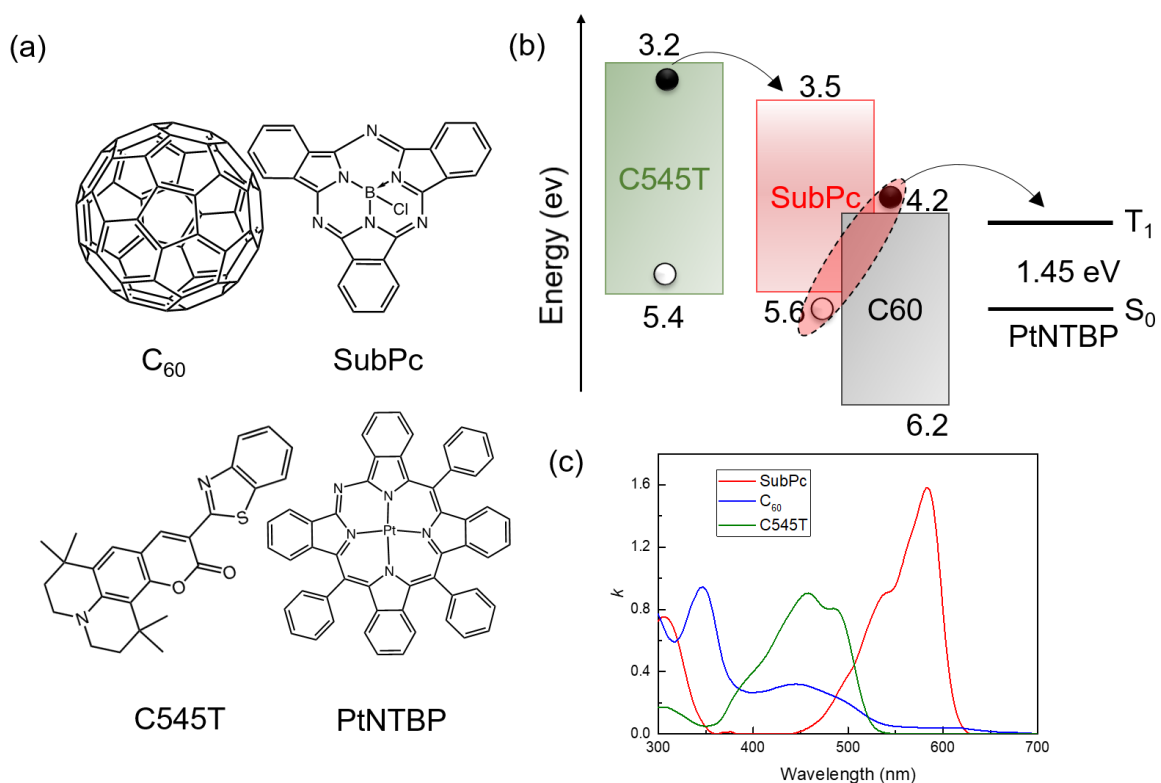 (a)
N
N
B
N
Cl
N
N
N
C60
SubPc
N
S
O
O
N
C545T
N
N
N
Pt
N
N
PtNTBP
(b)
Energy (ev)
3.2
C545T
5.4
3.5
SubPc
5.6
4.2
C60
6.2
T1
1.45 eV
S0
PtNTBP
(c)
SubPc
C60
C545T
k
1.6
1.2
0.8
0.4
0.0
300
400
500
600
700
Wavelength (nm)